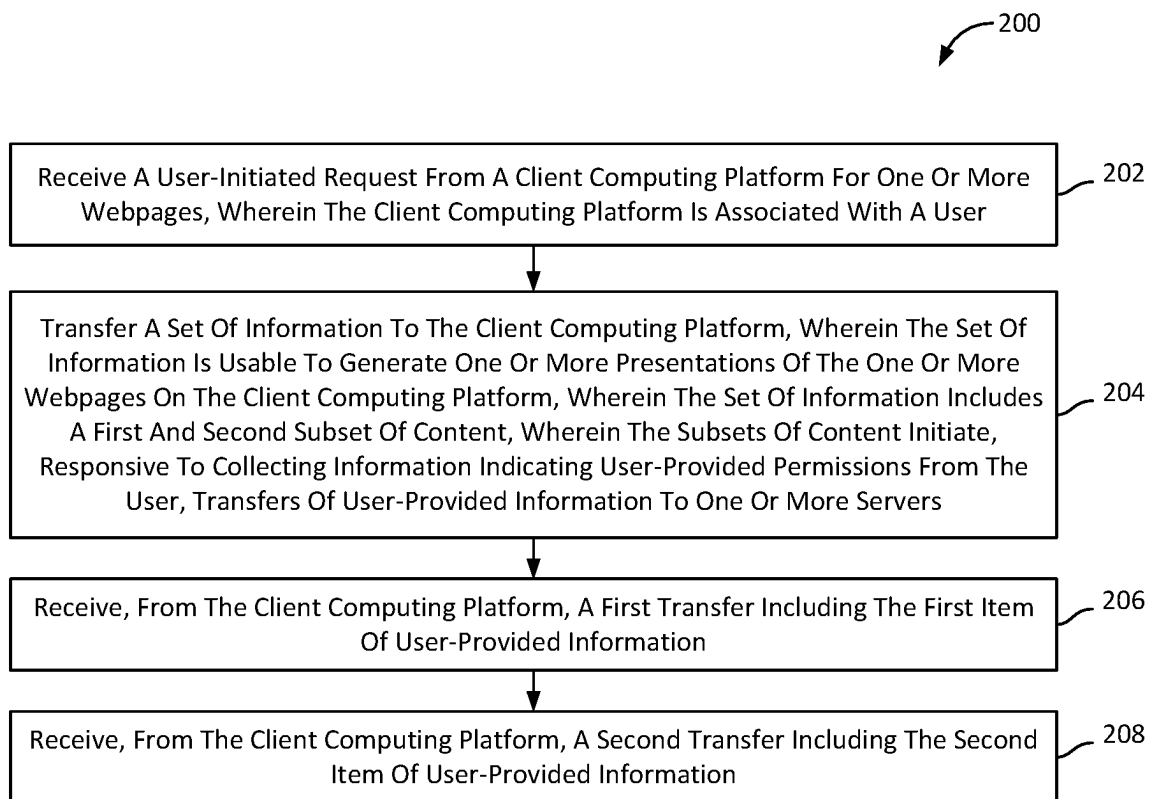 200
Receive A User-Initiated Request From A Client Computing Platform For One Or More
Webpages, Wherein The Client Computing Platform Is Associated With A User
202
Transfer A Set Of Information To The Client Computing Platform, Wherein The Set Of
Information Is Usable To Generate One Or More Presentations Of The One Or More
Webpages On The Client Computing Platform, Wherein The Set Of Information Includes
A First And Second Subset Of Content, Wherein The Subsets Of Content Initiate,
Responsive To Collecting Information Indicating User-Provided Permissions From The
User, Transfers Of User-Provided Information To One Or More Servers
204
Receive, From The Client Computing Platform, A First Transfer Including The First Item
Of User-Provided Information
206
Receive, From The Client Computing Platform, A Second Transfer Including The Second
Item Of User-Provided Information
208